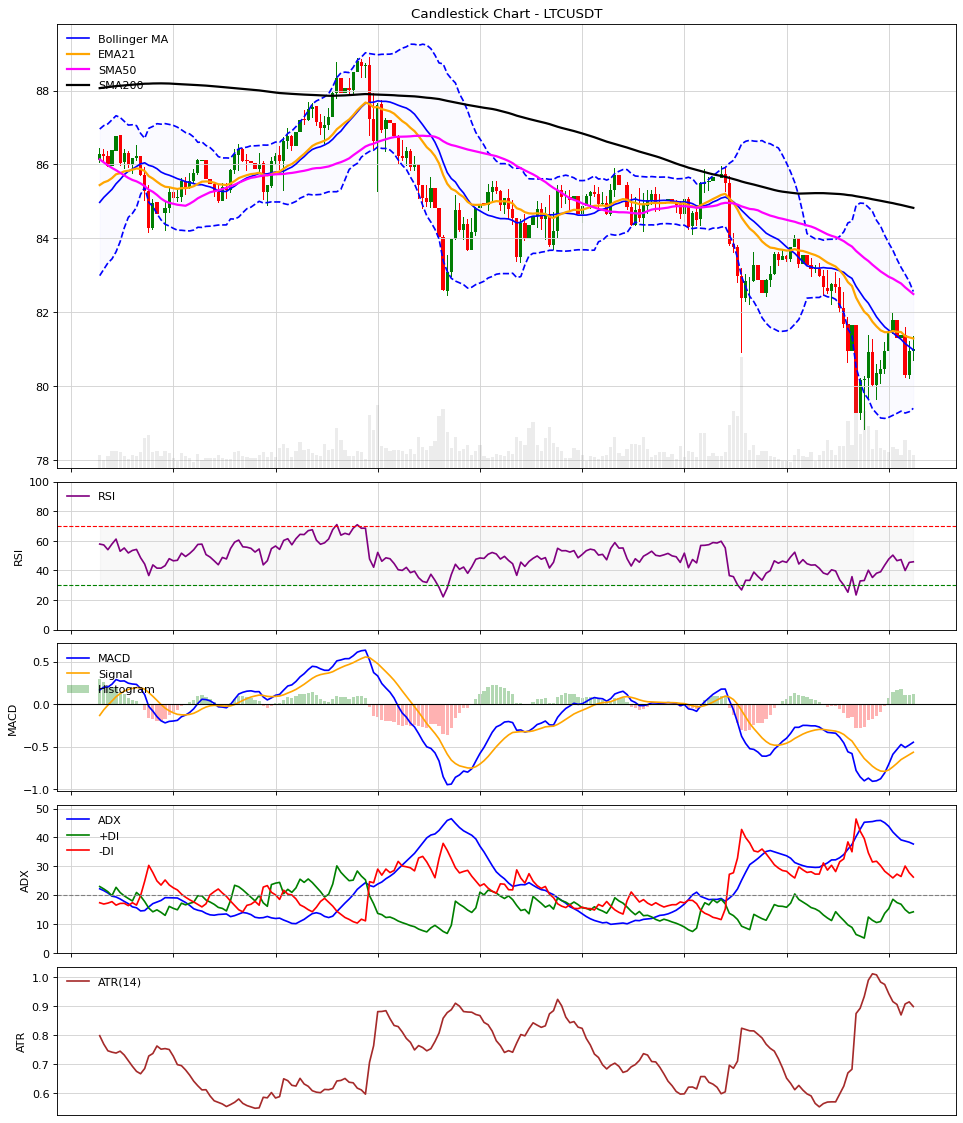 Candlestick Chart - LTCUSDT
Bollinger MA
EMA21
SMA50
SMA200
88
86
84
82
80
78
RSI
RSI
100
80
60
40
20
0
MACD
Signal
Histogram
MACD
0.5
0.0
−0.5
−1.0
ADX
+DI
-DI
ADX
50
40
30
20
10
0
ATR(14)
ATR
1.0
0.9
0.8
0.7
0.6